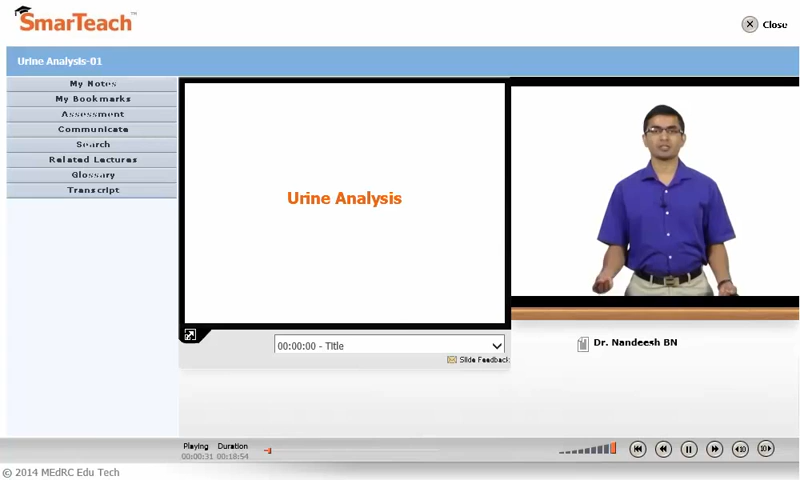 SmarTeach™
Close
Urine Analysis-01
My Notes
My Bookmarks
Assessment
Communicate
Search
Related Lectures
Glossary
Transcript
Urine Analysis
00:00:00 - Title
Slide Feedback
Dr. Nandeesh BN
Playing Duration
00:00:31 00:18:54
10
10
© 2014 MEdRC Edu Tech